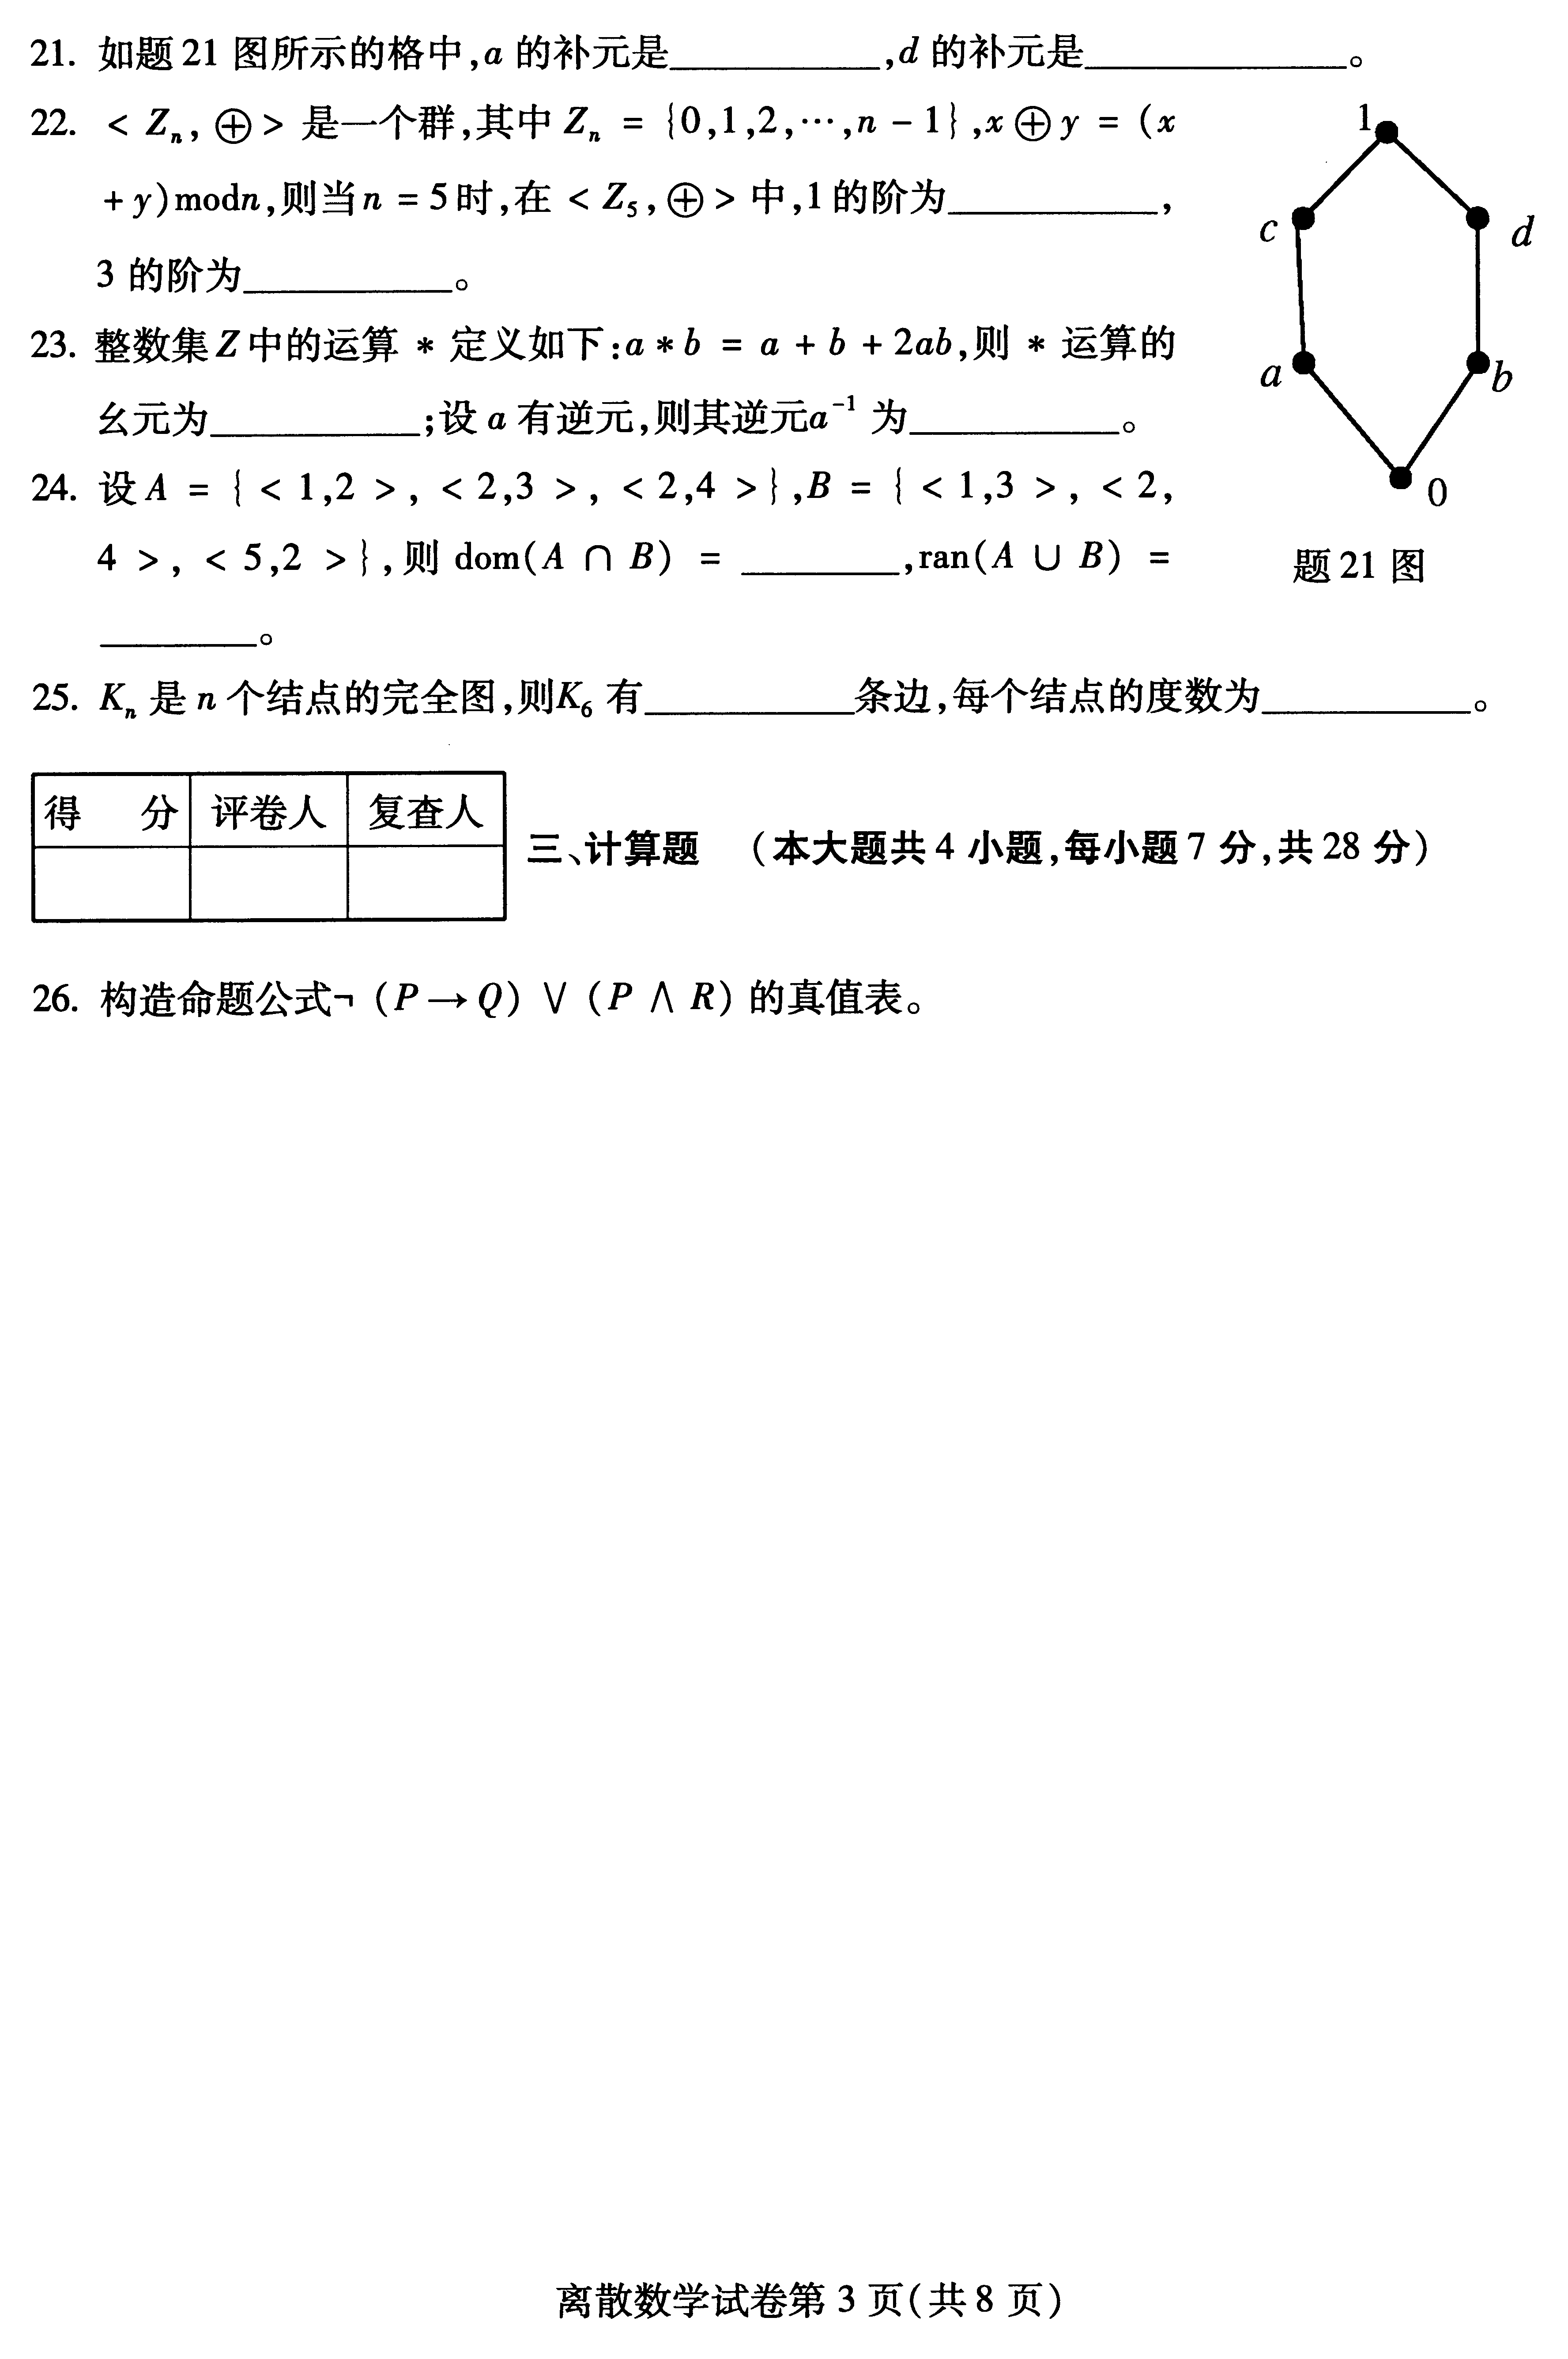 21. 如题21 图所示的格中,a 的补元是__________,d 的补元是____________。
22. < Zₙ, ⊕> 是一个群,其中 Zₙ = {0,1,2,⋯,n − 1},x⊕y = (x
+ y)modn,则当n = 5时,在 < Z₅,⊕> 中,1的阶为__________,
3 的阶为__________。
23. 整数集Z中的运算 * 定义如下:a * b = a + b + 2ab,则 * 运算的
幺元为__________;设 a 有逆元,则其逆元a⁻¹ 为__________。
24. 设A = { < 1,2 >, < 2,3 >, < 2,4 >},B = { < 1,3 >, < 2,
4 >, < 5,2 >},则 dom(A ∩ B) = ________,ran(A ∪ B) =
________。
1
c
d
a
b
0
题21 图
25. Kₙ 是 n 个结点的完全图,则K₆ 有__________条边,每个结点的度数为__________。
得 分 评卷人 复查人
三、计算题 (本大题共4 小题,每小题7 分,共28 分)
26. 构造命题公式¬ (P→Q) ∨ (P ∧ R) 的真值表。
离散数学试卷第 3 页(共8 页)